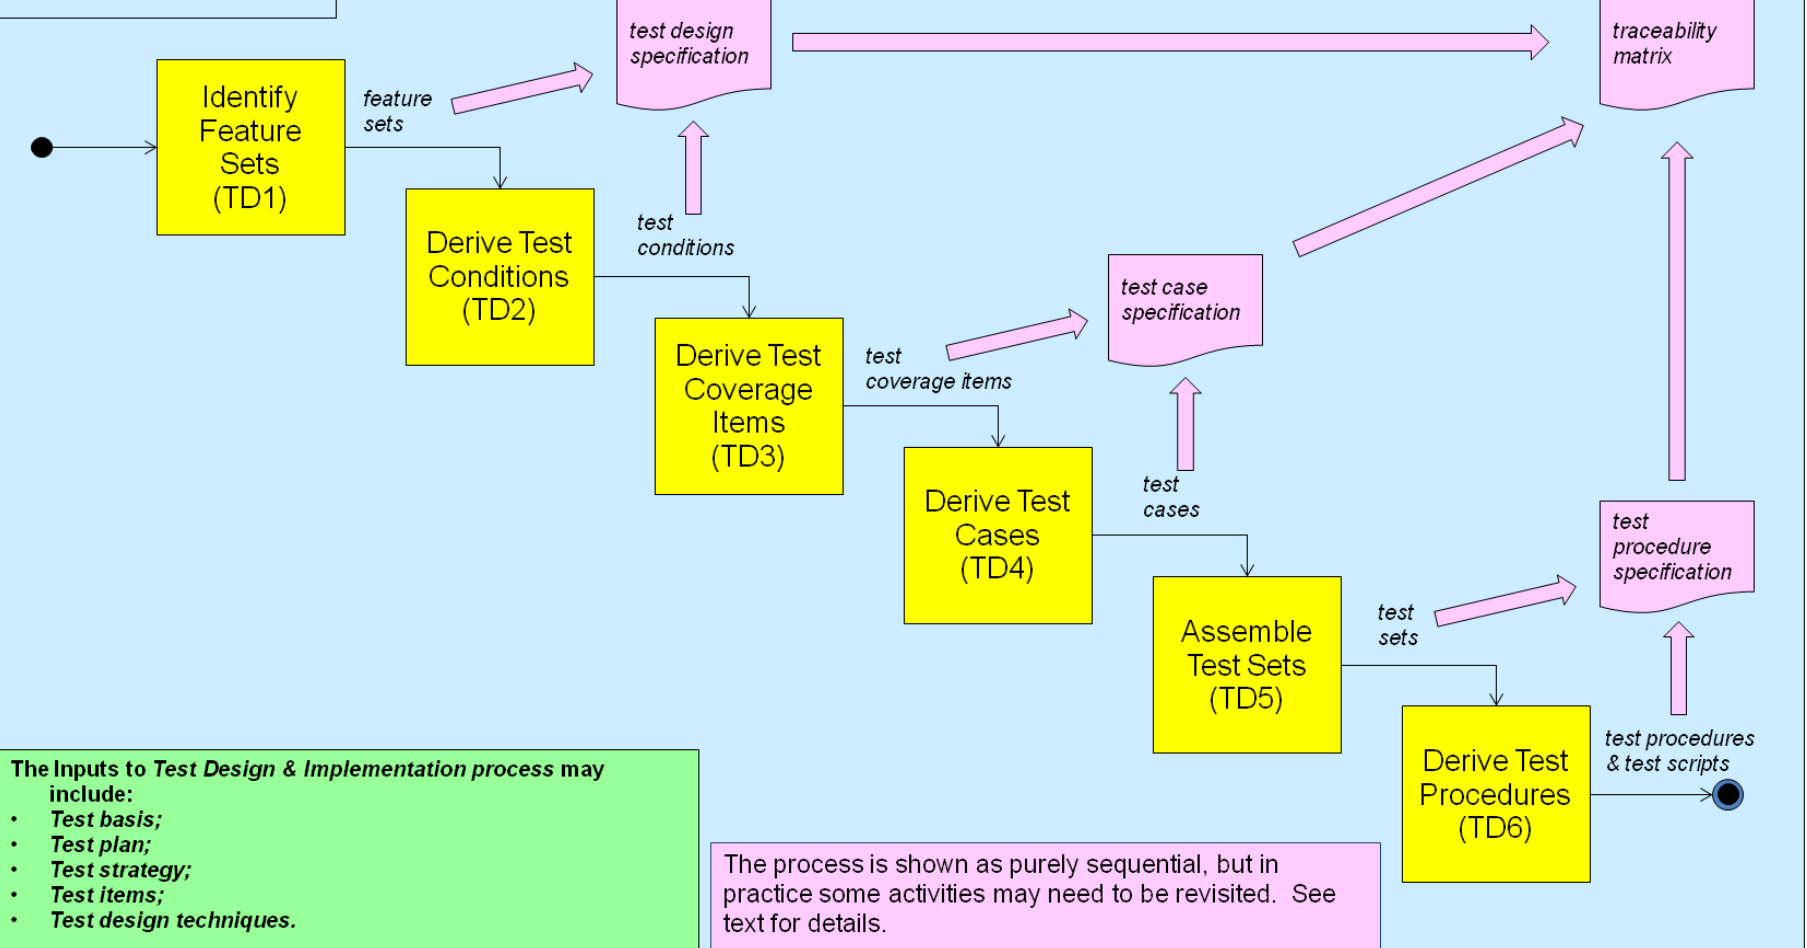 test design
specification
traceability
matrix
Identify
Feature
Sets
(TD1)
feature
sets
Derive Test
Conditions
(TD2)
test
conditions
Derive Test
Coverage
Items
(TD3)
test
coverage items
test case
specification
Derive Test
Cases
(TD4)
test
cases
Assemble
Test Sets
(TD5)
test
sets
test
procedure
specification
Derive Test
Procedures
(TD6)
test procedures
& test scripts
The Inputs to Test Design & Implementation process may
include:
• Test basis;
• Test plan;
• Test strategy;
• Test items;
• Test design techniques.
The process is shown as purely sequential, but in
practice some activities may need to be revisited.  See
text for details.